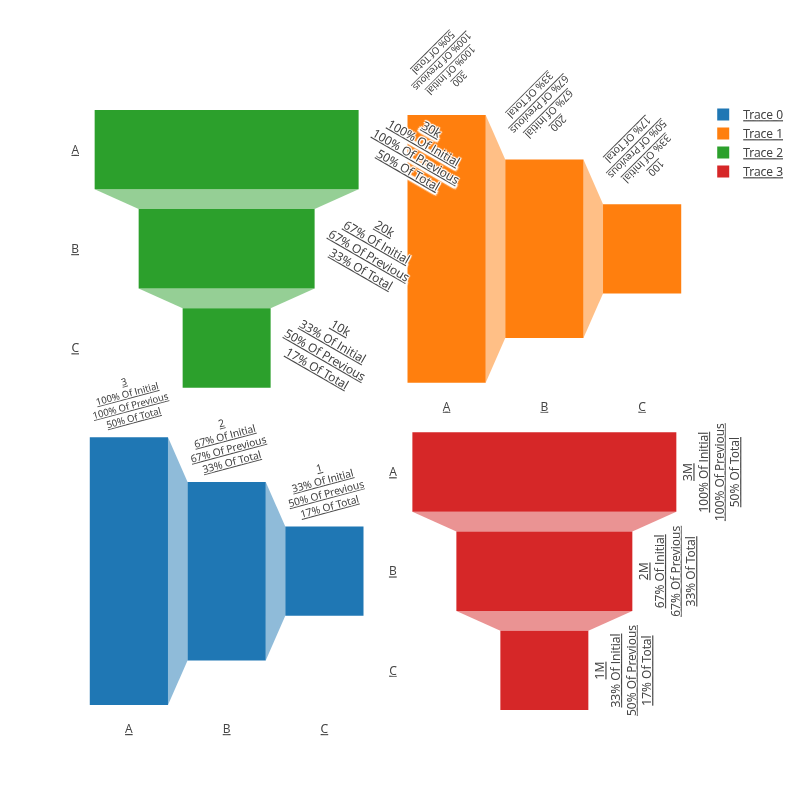 A
30k
100% Of Initial
100% Of Previous
50% Of Total
B
20k
67% Of Initial
67% Of Previous
33% Of Total
C
10k
33% Of Initial
50% Of Previous
17% Of Total
300
100% Of Initial
100% Of Previous
50% Of Total
200
67% Of Initial
67% Of Previous
33% Of Total
100
33% Of Initial
50% Of Previous
17% Of Total
A
B
C
Trace 0
Trace 1
Trace 2
Trace 3
3
100% Of Initial
100% Of Previous
50% Of Total
2
67% Of Initial
67% Of Previous
33% Of Total
1
33% Of Initial
50% Of Previous
17% Of Total
A
B
C
A
3M
100% Of Initial
100% Of Previous
50% Of Total
B
2M
67% Of Initial
67% Of Previous
33% Of Total
C
1M
33% Of Initial
50% Of Previous
17% Of Total